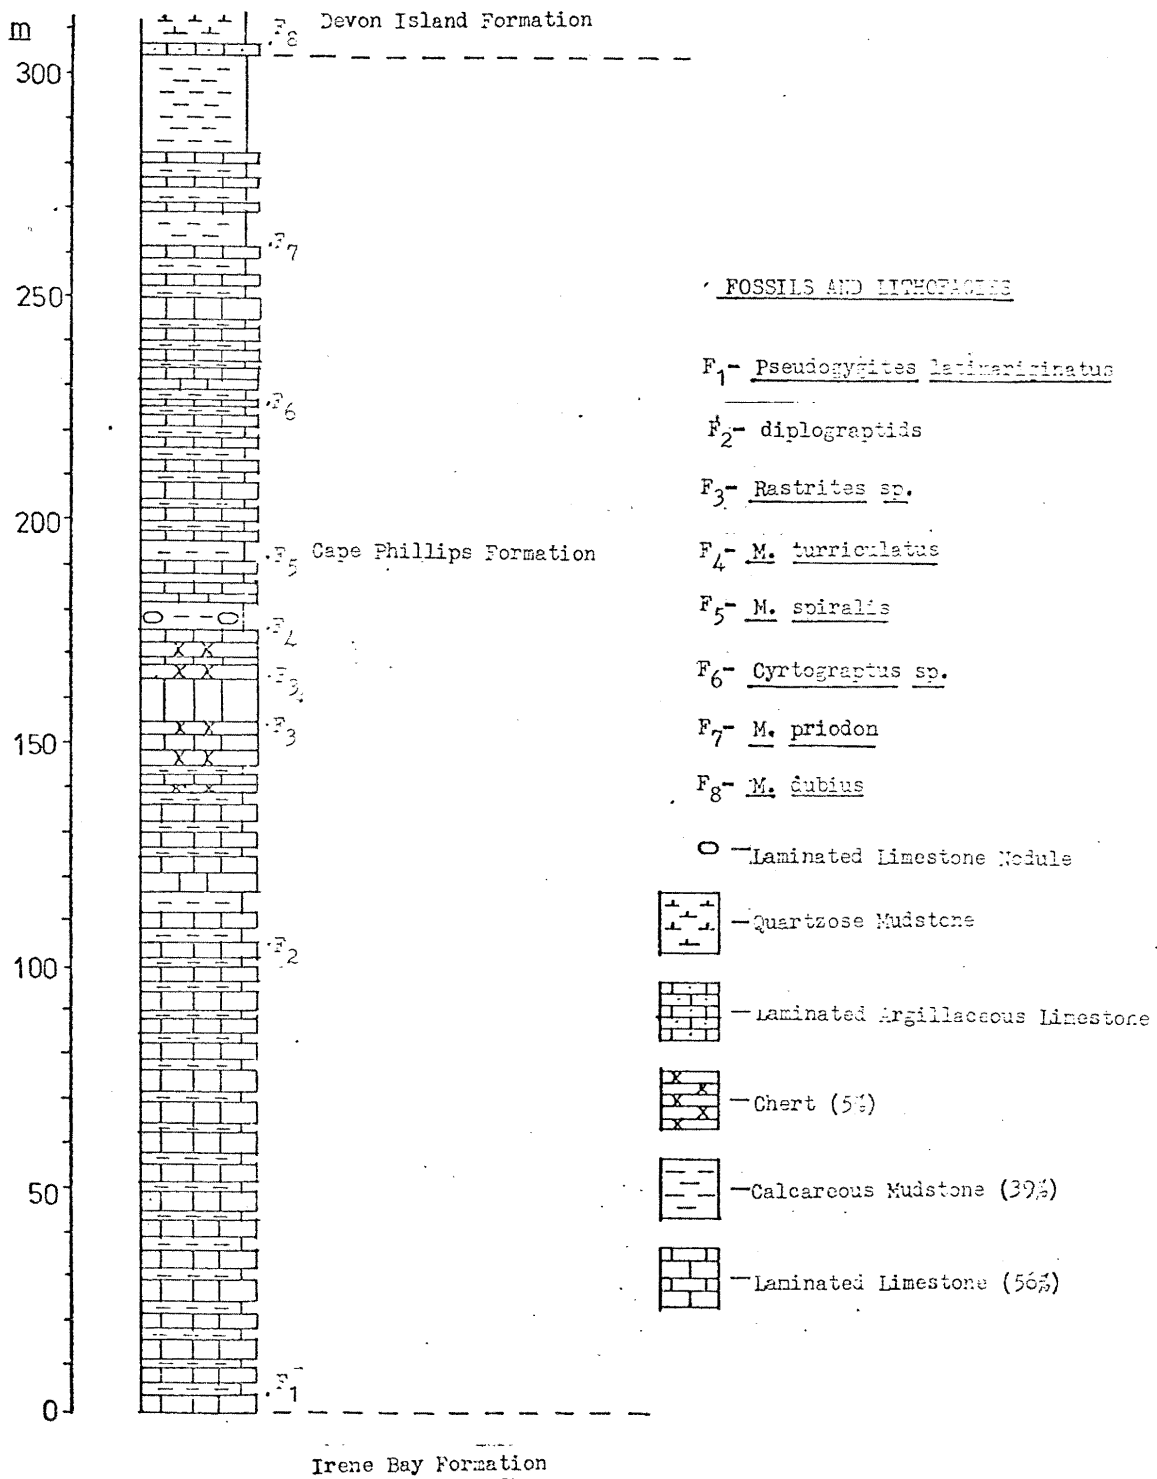 m
F8 Devon Island Formation
300
F7
250
F6
200
F5 Cape Phillips Formation
F4
F3
F3
150
F2
100
50
F1
0
Irene Bay Formation
FOSSILS AND LITHOFACIES
F1- Pseudogygites latimariginatus
F2- diplograptids
F3- Rastrites sp.
F4- M. turriculatus
F5- M. spiralis
F6- Cyrtograptus sp.
F7- M. priodon
F8- M. dubius
Laminated Limestone Nodule
Quartzose Mudstone
Laminated Argillaceous Limestone
Chert (5%)
Calcareous Mudstone (39%)
Laminated Limestone (56%)